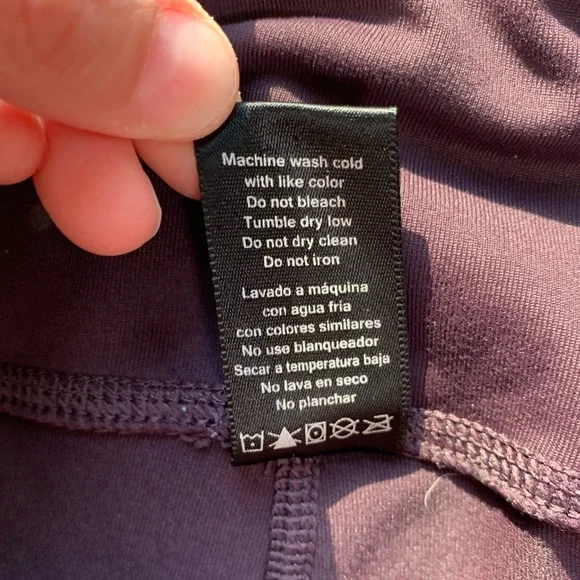 Machine wash cold
with like color
Do not bleach
Tumble dry low
Do not dry clean
Do not iron
Lavado a máquina
con agua fria
con colores similares
No use blanqueador
Secar a temperatura baja
No lava en seco
No planchar